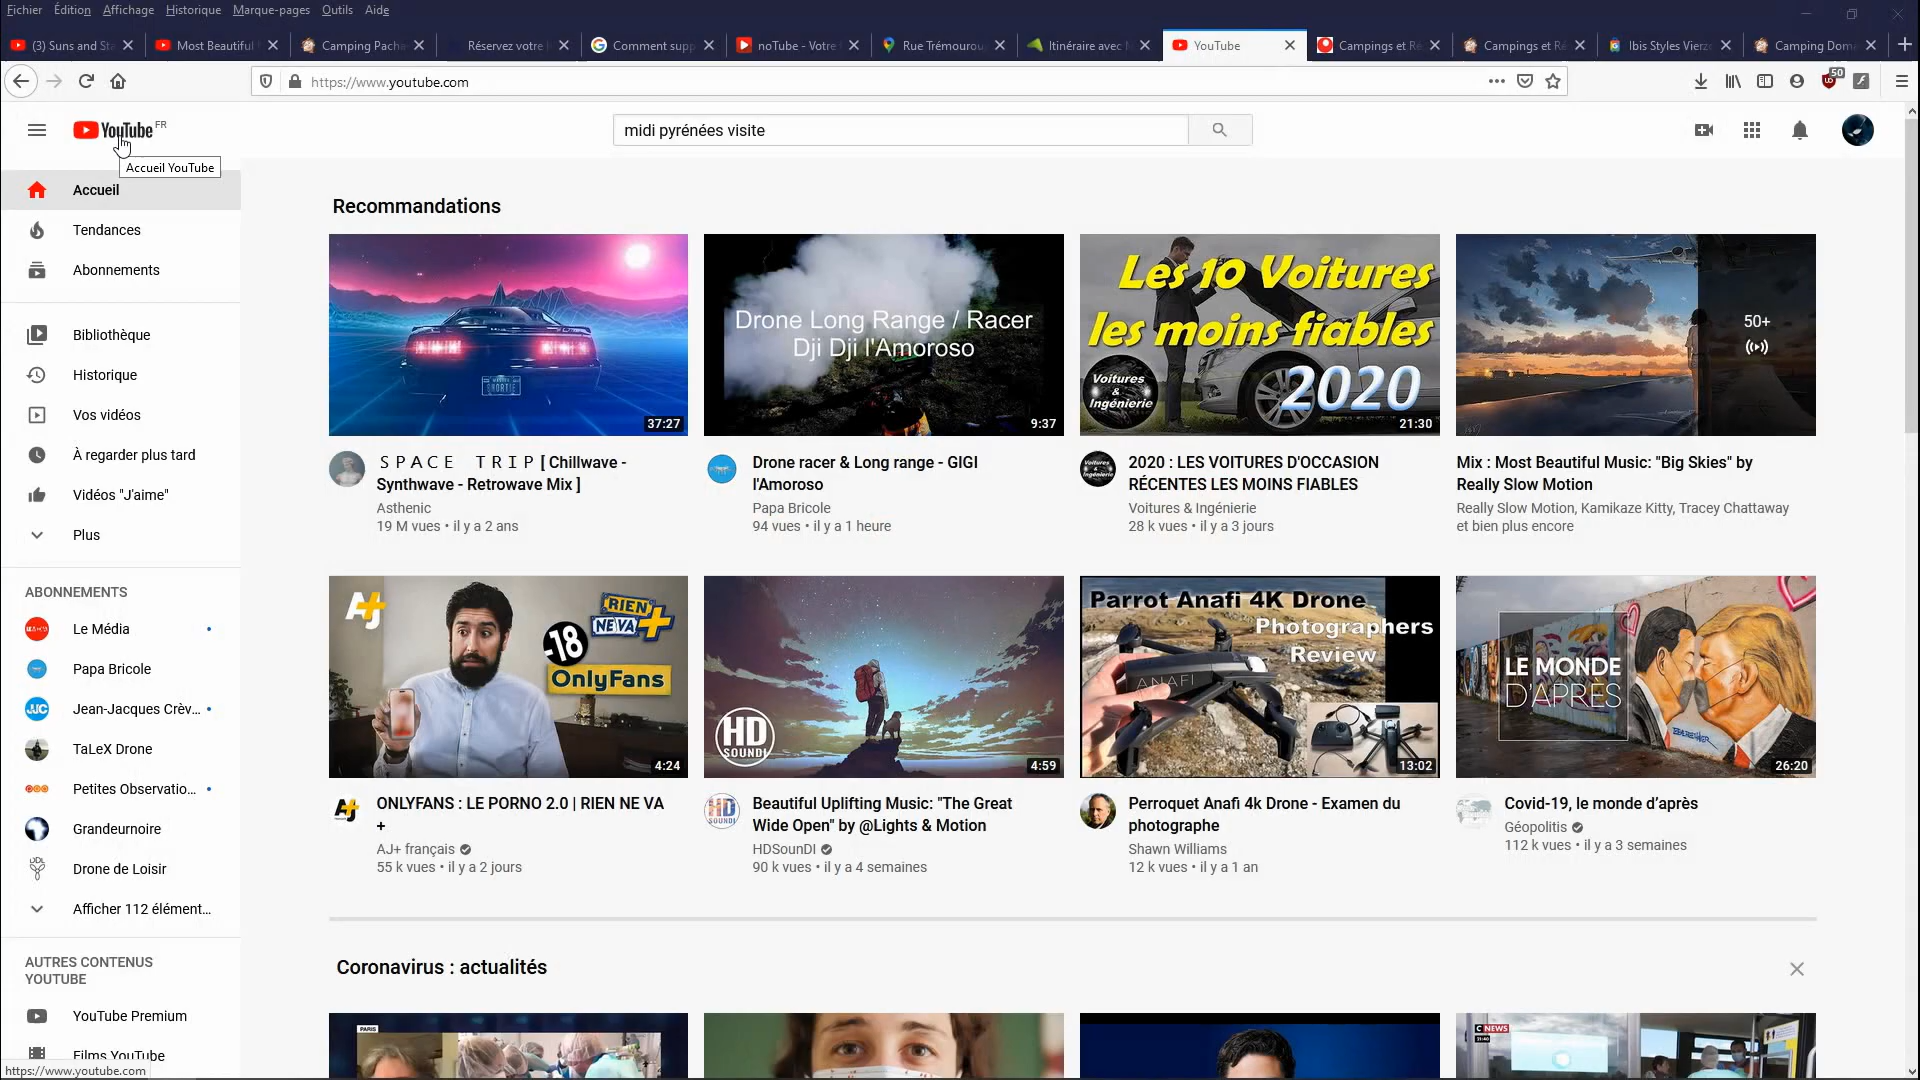 Fichier Édition Affichage Historique Marque-pages Outils Aide
(3) Suns and Sta
Most Beautiful
Camping Pacha
Réservez votre
Comment supp
noTube - Votre
Rue Trémourou
Itinéraire avec
YouTube
Campings et Ré
Campings et Ré
Ibis Styles Vierzo
Camping Dom
https://www.youtube.com
50
YouTube FR
midi pyrénées visite
Accueil YouTube
Accueil
Tendances
Abonnements
Bibliothèque
Historique
Vos vidéos
À regarder plus tard
Vidéos "J'aime"
Plus
ABONNEMENTS
Le Média
Papa Bricole
Jean-Jacques Crèv...
TaLeX Drone
Petites Observatio...
Grandeurnoire
Drone de Loisir
Afficher 112 élément...
AUTRES CONTENUS
YOUTUBE
YouTube Premium
Films YouTube
https://www.youtube.com
Recommandations
37:27
S P A C E T R I P [ Chillwave -
Synthwave - Retrowave Mix ]
Asthenic
19 M vues • il y a 2 ans
Drone Long Range / Racer
Dji Dji l'Amoroso
9:37
Drone racer & Long range - GIGI
l'Amoroso
Papa Bricole
94 vues • il y a 1 heure
Les 10 Voitures
les moins fiables
2020
Voitures
&
Ingénierie
21:30
2020 : LES VOITURES D'OCCASION
RÉCENTES LES MOINS FIABLES
Voitures & Ingénierie
28 k vues • il y a 3 jours
50+
Mix : Most Beautiful Music: "Big Skies" by
Really Slow Motion
Really Slow Motion, Kamikaze Kitty, Tracey Chattaway
et bien plus encore
AJ+
RIEN
NE VA +
-18
OnlyFans
4:24
ONLYFANS : LE PORNO 2.0 | RIEN NE VA
+
AJ+ français
55 k vues • il y a 2 jours
HD
SOUNDI
4:59
Beautiful Uplifting Music: "The Great
Wide Open" by @Lights & Motion
HDSounDI
90 k vues • il y a 4 semaines
Parrot Anafi 4K Drone
Photographers
Review
ANAFI
13:02
Perroquet Anafi 4k Drone - Examen du
photographe
Shawn Williams
12 k vues • il y a 1 an
LE MONDE
D'APRÈS
26:20
Covid-19, le monde d'après
Géopolitis
112 k vues • il y a 3 semaines
Coronavirus : actualités
PARIS
CNEWS